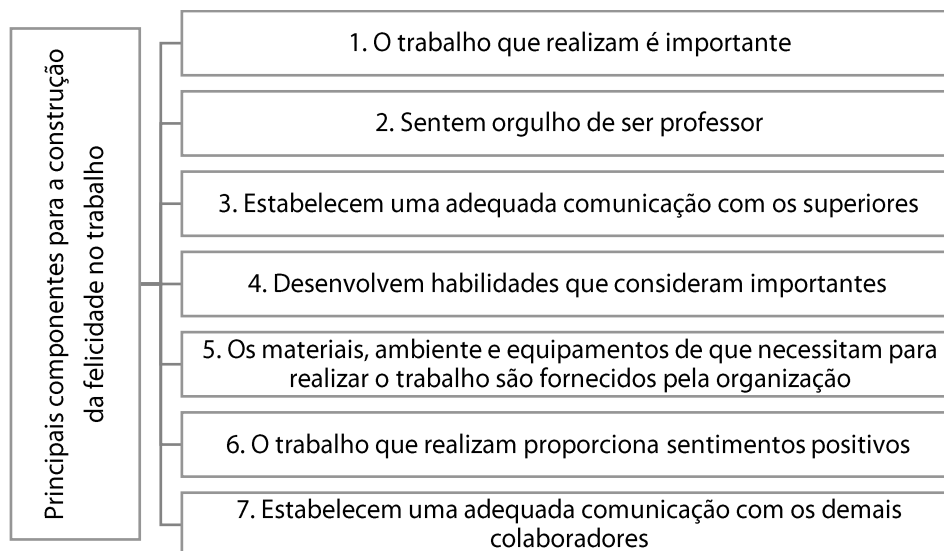 Principais componentes para a construção
da felicidade no trabalho
1. O trabalho que realizam é importante
2. Sentem orgulho de ser professor
3. Estabelecem uma adequada comunicação com os superiores
4. Desenvolvem habilidades que consideram importantes
5. Os materiais, ambiente e equipamentos de que necessitam para
realizar o trabalho são fornecidos pela organização
6. O trabalho que realizam proporciona sentimentos positivos
7. Estabelecem uma adequada comunicação com os demais
colaboradores